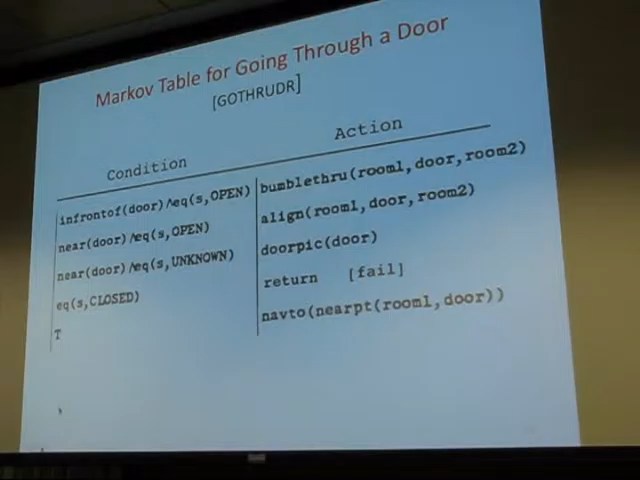 Markov Table for Going Through a Door
[GOTHRUDR]
Condition Action
infrontof(door)∧eq(s,OPEN) bumblethru(room1,door,room2)
near(door)∧eq(s,OPEN) align(room1,door,room2)
near(door)∧eq(s,UNKNOWN) doorpic(door)
eq(s,CLOSED) return [fail]
T navto(nearpt(room1,door))